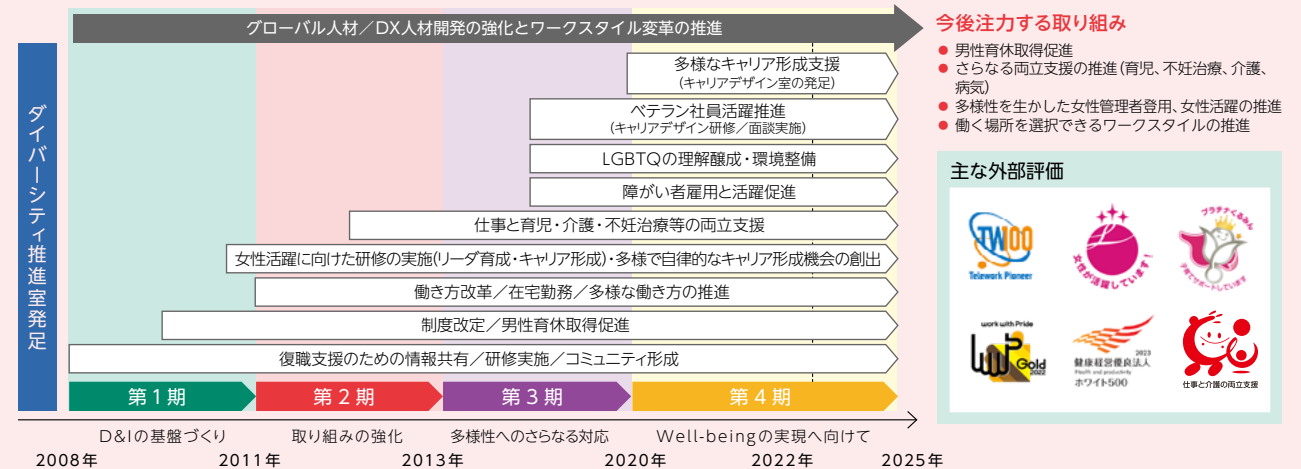 グローバル人材／DX人材開発の強化とワークスタイル変革の推進
ダイバーシティ推進室発足
多様なキャリア形成支援
(キャリアデザイン室の発足)
ベテラン社員活躍推進
(キャリアデザイン研修／面談実施)
LGBTQの理解醸成・環境整備
障がい者雇用と活躍促進
仕事と育児・介護・不妊治療等の両立支援
女性活躍に向けた研修の実施(リーダ育成・キャリア形成)・多様で自律的なキャリア形成機会の創出
働き方改革／在宅勤務／多様な働き方の推進
制度改定／男性育休取得促進
復職支援のための情報共有／研修実施／コミュニティ形成
第1期 第2期 第3期 第4期
D&Iの基盤づくり 取り組みの強化 多様性へのさらなる対応 Well-beingの実現へ向けて
2008年 2011年 2013年 2020年 2022年 2025年
今後注力する取り組み
● 男性育休取得促進
● さらなる両立支援の推進(育児、不妊治療、介護、
病気)
● 多様性を生かした女性管理者登用、女性活躍の推進
● 働く場所を選択できるワークスタイルの推進
主な外部評価
TW100
Telework Pioneer
女性が活躍しています!
プラチナくるみん
子育てサポートしています
work with Pride
Gold
2022
2023
健康経営優良法人
Health and productivity
ホワイト500
仕事と介護の両立支援